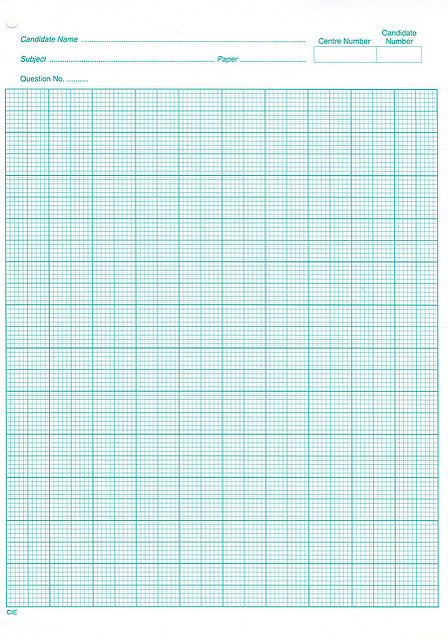 Candidate Name ........................................................................................
Centre Number
Candidate Number
Subject ................................................................ Paper .........................
Question No. ..........
CIE